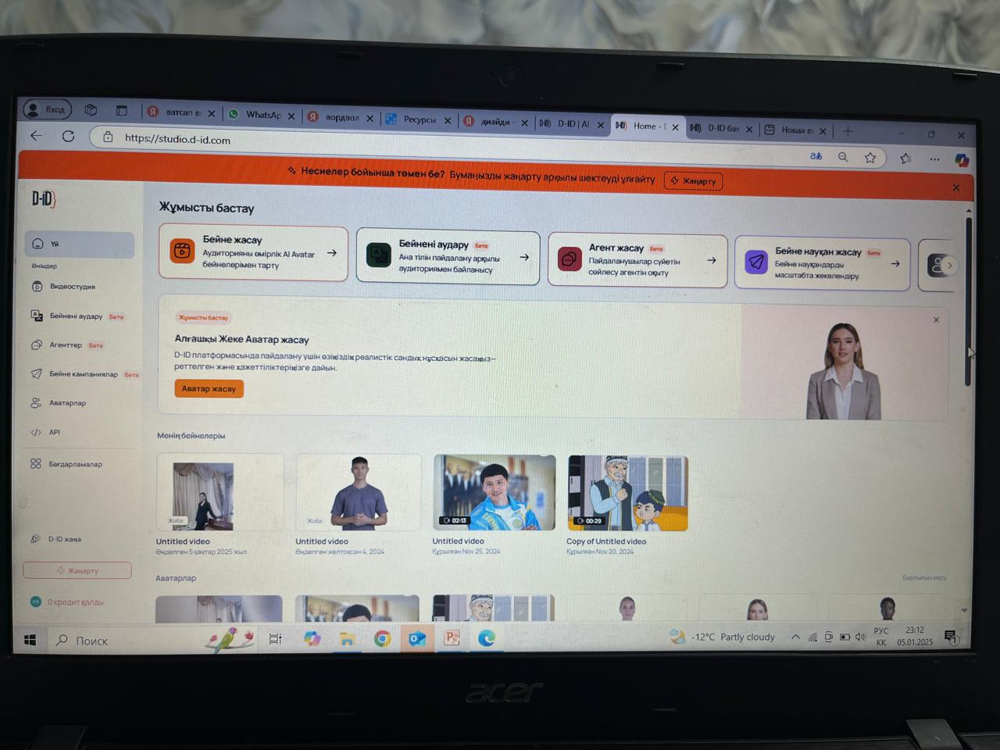 Вход
ватсап в
WhatsAp
вордвол
Ресурсы
диайди -
D-ID | AI
Home -
D-ID бағ
Новая в
https://studio.d-id.com
Несиелер бойынша төмен бе? Бумаңызды жаңарту арқылы шектеуді ұлғайту
Жаңарту
D-iD
Үй
Өнімдер
Видеостудия
Бейнені аудару Бета
Агенттер Бета
Бейне кампаниялар Бета
Аватарлар
API
Бағдарламалар
D-ID жаңа
Жаңарту
0 кредит қалды
Жұмысты бастау
Бейне жасау
Аудиторияны өмірлік AI Avatar
бейнелерімен тарту
Бейнені аудару Бета
Ана тілін пайдалану арқылы
аудиториямен байланысу
Агент жасау Бета
Пайдаланушылар сүйетін
сөйлесу агентін оқыту
Бейне науқан жасау Бета
Бейне науқандарды
масштабта жекелендіру.
Жұмысты бастау
Алғашқы Жеке Аватар жасау
D-ID платформасында пайдалану үшін өзіңіздің реалистік сандық нұсқасын жасаңыз—
реттелген және қажеттіліктеріңізге дайын.
Аватар жасау
Менің бейнелерім
Жоба
Жоба
02:13
00:29
Untitled video
Өңделген 5 қаңтар 2025 жыл
Untitled video
Өңделген желтоқсан 4, 2024
Untitled video
Құрылған Nov 25, 2024
Copy of Untitled video
Құрылған Nov 20, 2024
Аватарлар
Барлығын көру
Поиск
-12°C Partly cloudy
РУС
КК
23:12
05.01.2025
acer